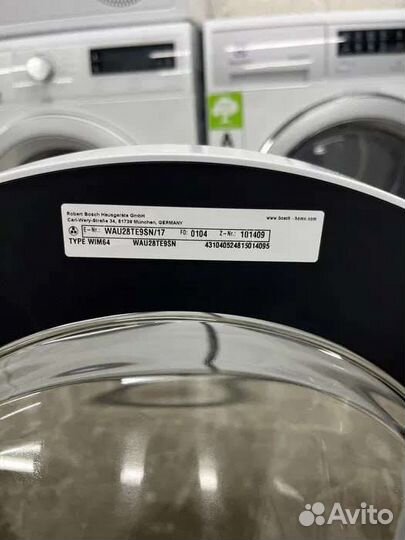 Robert Bosch Hausgeräte GmbH
Carl-Wery-Straße 34, 81739 München, GERMANY
www.bosch-home.com
E-Nr.: WAU28TE9SN/17 FD: 0104 Z-Nr.: 101409
TYPE WIM64 WAU28TE9SN 431040524815014095
A
Avito